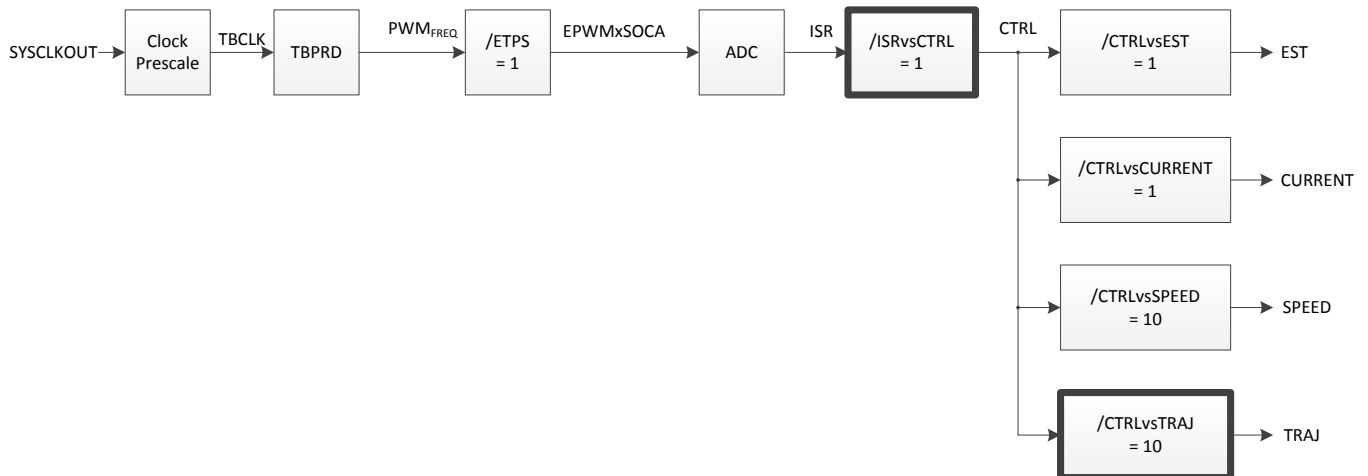 SYSCLKOUT
Clock
Prescale
TBCLK
TBPRD
PWMFREQ
/ETPS
= 1
EPWMxSOCA
ADC
ISR
/ISRvsCTRL
= 1
CTRL
/CTRLvsEST
= 1
EST
/CTRLvsCURRENT
= 1
CURRENT
/CTRLvsSPEED
= 10
SPEED
/CTRLvsTRAJ
= 10
TRAJ